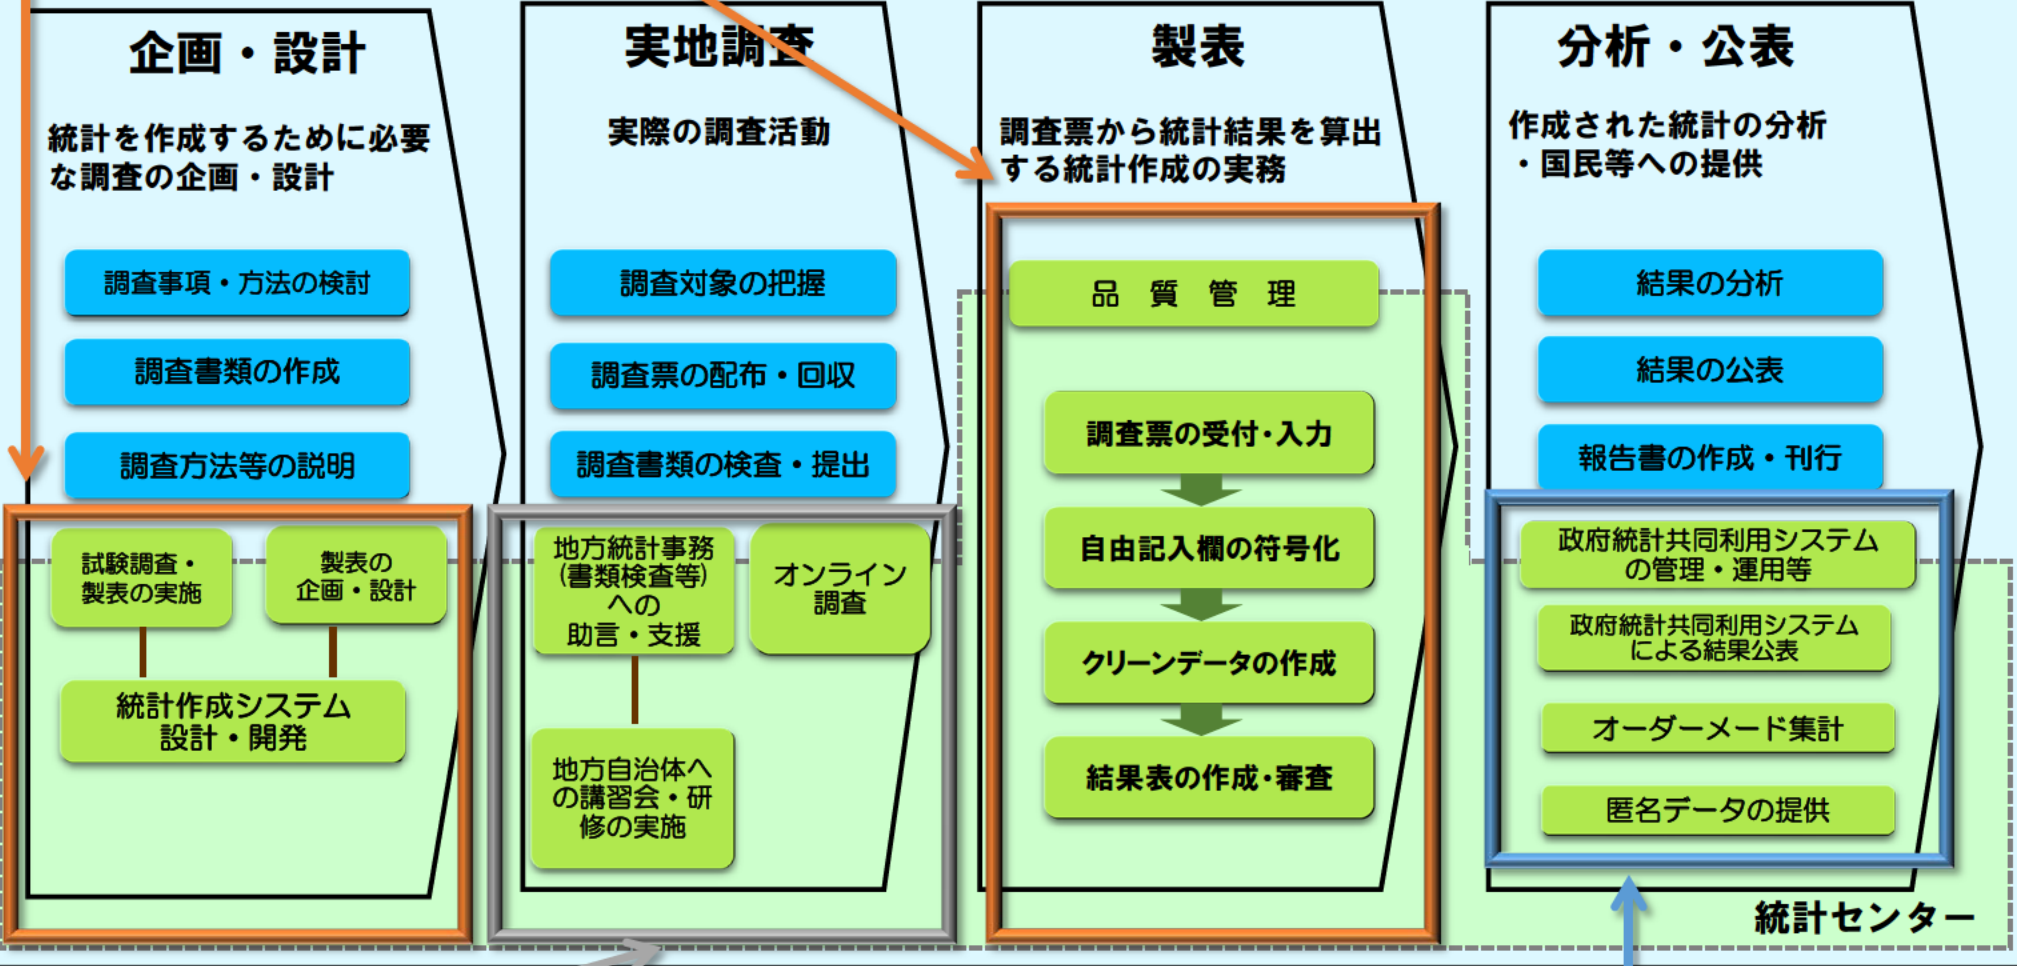 企画・設計
統計を作成するために必要
な調査の企画・設計
調査事項・方法の検討
調査書類の作成
調査方法等の説明
試験調査・
製表の実施
製表の
企画・設計
統計作成システム
設計・開発
実地調査
実際の調査活動
調査対象の把握
調査票の配布・回収
調査書類の検査・提出
地方統計事務
(書類検査等)
への
助言・支援
オンライン
調査
地方自治体へ
の講習会・研
修の実施
製表
調査票から統計結果を算出
する統計作成の実務
品 質 管 理
調査票の受付・入力
自由記入欄の符号化
クリーンデータの作成
結果表の作成・審査
分析・公表
作成された統計の分析
・国民等への提供
結果の分析
結果の公表
報告書の作成・刊行
政府統計共同利用システム
の管理・運用等
政府統計共同利用システム
による結果公表
オーダーメード集計
匿名データの提供
統計センター